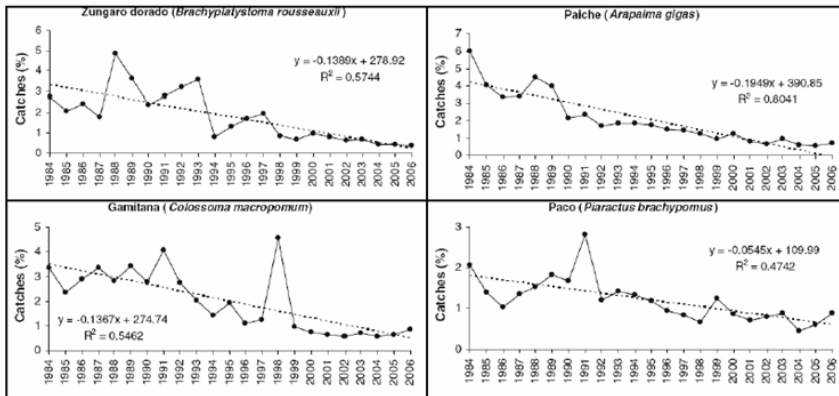 Zungaro dorado (Brachyplatystoma rousseauxii)
Catches (%)
6
5
4
3
2
1
0
y = -0.1389x + 278.92
R² = 0.5744
1984 1985 1986 1987 1988 1989 1990 1991 1992 1993 1994 1995 1996 1997 1998 1999 2000 2001 2002 2003 2004 2005 2006
Paiche (Arapaima gigas)
Catches (%)
7
6
5
4
3
2
1
0
y = -0.1949x + 390.85
R² = 0.8041
1984 1985 1986 1987 1988 1989 1990 1991 1992 1993 1994 1995 1996 1997 1998 1999 2000 2001 2002 2003 2004 2005 2006
Gamitana (Colossoma macropomum)
Catches (%)
5
4
3
2
1
0
y = -0.1367x + 274.74
R² = 0.5462
1984 1985 1986 1987 1988 1989 1990 1991 1992 1993 1994 1995 1996 1997 1998 1999 2000 2001 2002 2003 2004 2005 2006
Paco (Piaractus brachypomus)
Catches (%)
3
2
1
0
y = -0.0545x + 109.99
R² = 0.4742
1984 1985 1986 1987 1988 1989 1990 1991 1992 1993 1994 1995 1996 1997 1998 1999 2000 2001 2002 2003 2004 2005 2006